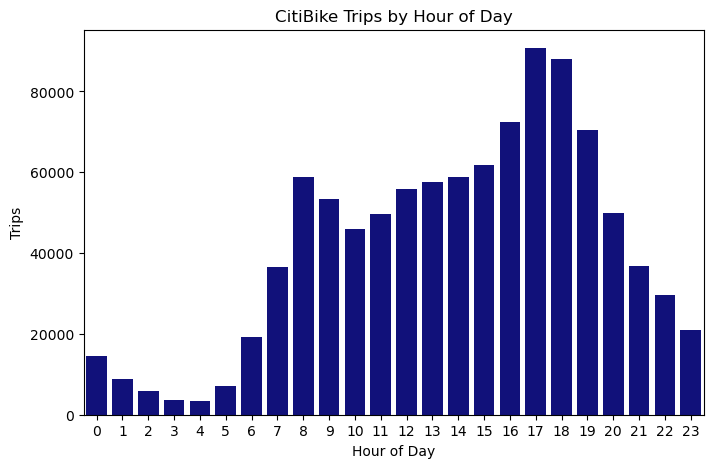 CitiBike Trips by Hour of Day
80000
60000
40000
20000
0
Trips
0 1 2 3 4 5 6 7 8 9 10 11 12 13 14 15 16 17 18 19 20 21 22 23
Hour of Day